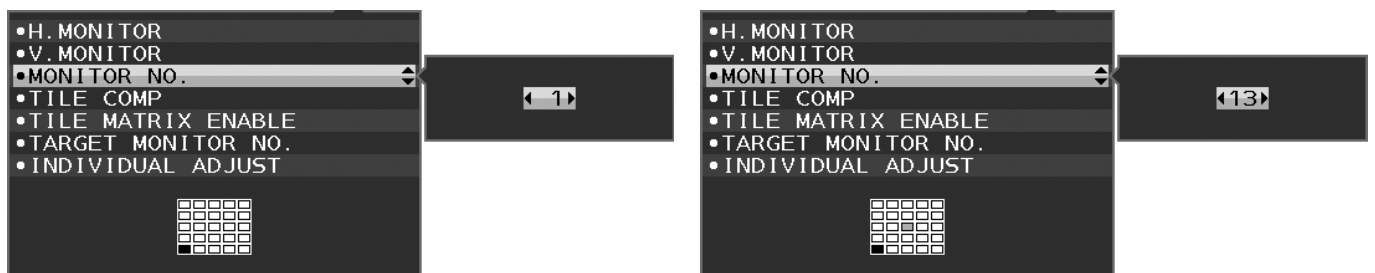 •H.MONITOR
•V.MONITOR
•MONITOR NO.
•TILE COMP
•TILE MATRIX ENABLE
•TARGET MONITOR NO.
•INDIVIDUAL ADJUST
1
•H.MONITOR
•V.MONITOR
•MONITOR NO.
•TILE COMP
•TILE MATRIX ENABLE
•TARGET MONITOR NO.
•INDIVIDUAL ADJUST
13